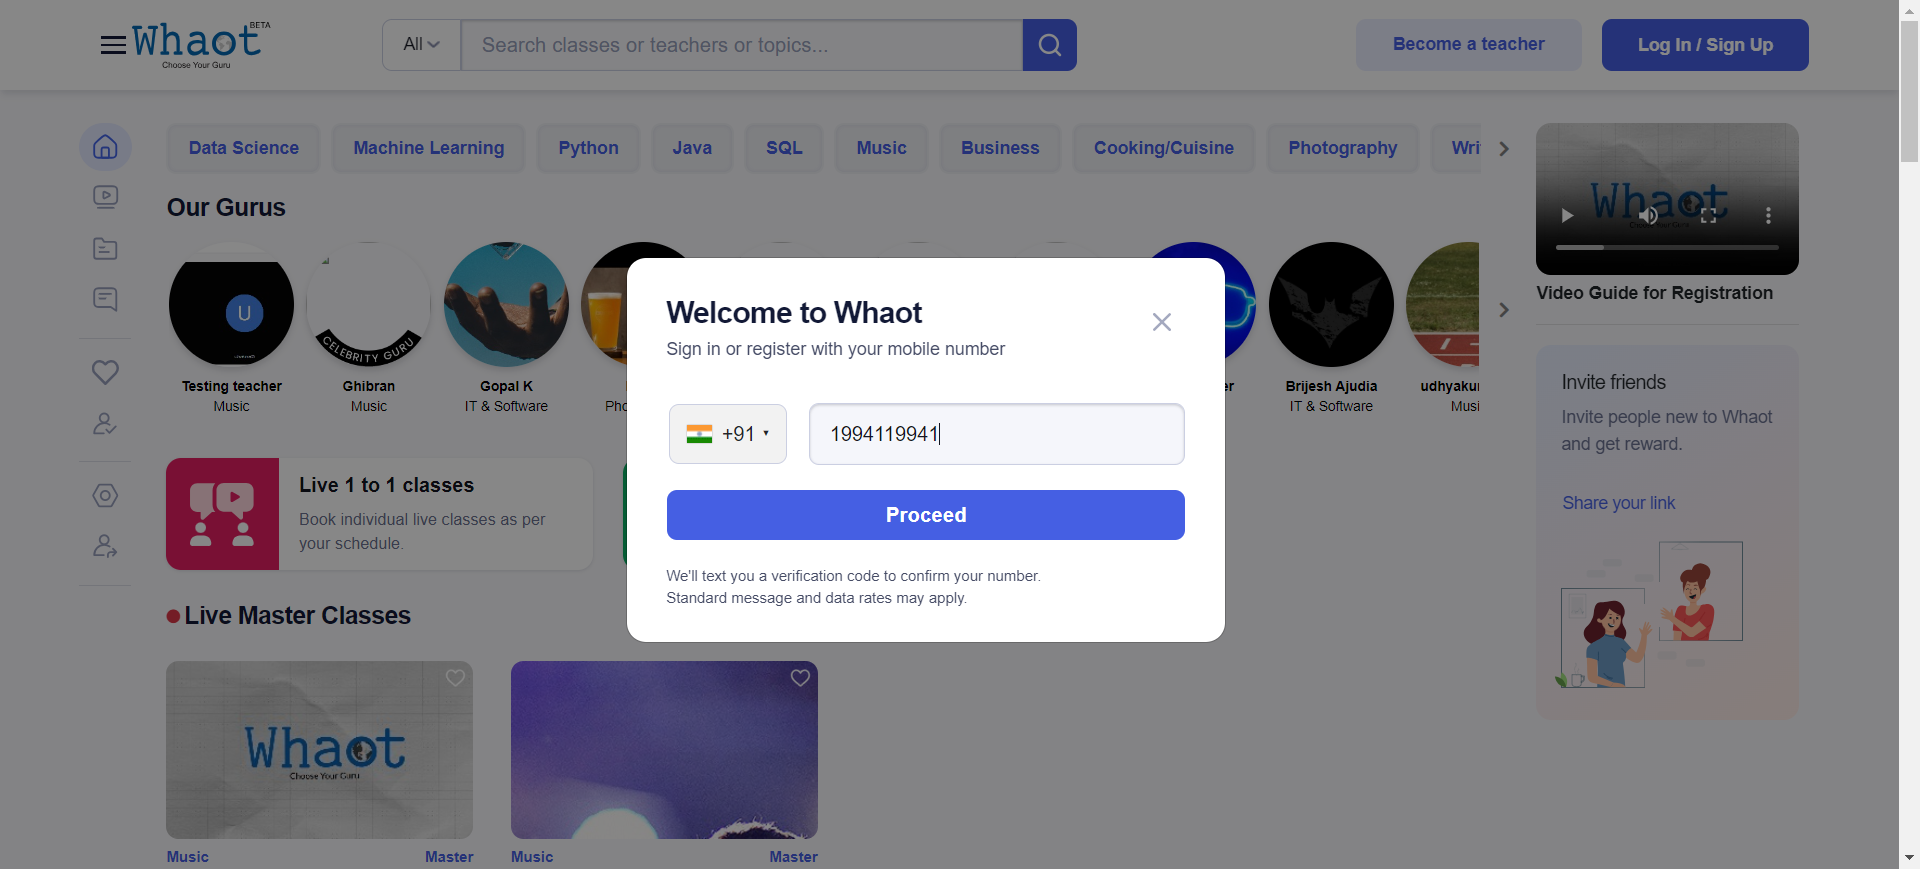 Whaot
BETA
Choose Your Guru
All
Search classes or teachers or topics...
Become a teacher
Log In / Sign Up
Data Science
Machine Learning
Python
Java
SQL
Music
Business
Cooking/Cuisine
Photography
Our Gurus
U
CELEBRITY GURU
Testing teacher
Music
Ghibran
Music
Gopal K
IT & Software
Brijesh Ajudia
IT & Software
Whaot
Video Guide for Registration
Welcome to Whaot
Sign in or register with your mobile number
+91
1994119941
Proceed
We'll text you a verification code to confirm your number.
Standard message and data rates may apply.
Invite friends
Invite people new to Whaot
and get reward.
Share your link
Live 1 to 1 classes
Book individual live classes as per
your schedule.
Live Master Classes
Whaot
Choose Your Guru
Music
Master
Music
Master